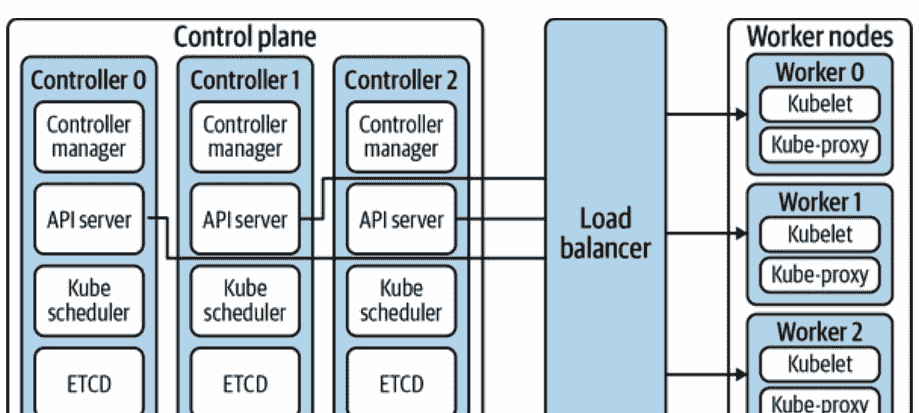 Control plane
Controller 0
Controller
manager
API server
Kube
scheduler
ETCD
Controller 1
Controller
manager
API server
Kube
scheduler
ETCD
Controller 2
Controller
manager
API server
Kube
scheduler
ETCD
Load
balancer
Worker nodes
Worker 0
Kubelet
Kube-proxy
Worker 1
Kubelet
Kube-proxy
Worker 2
Kubelet
Kube-proxy